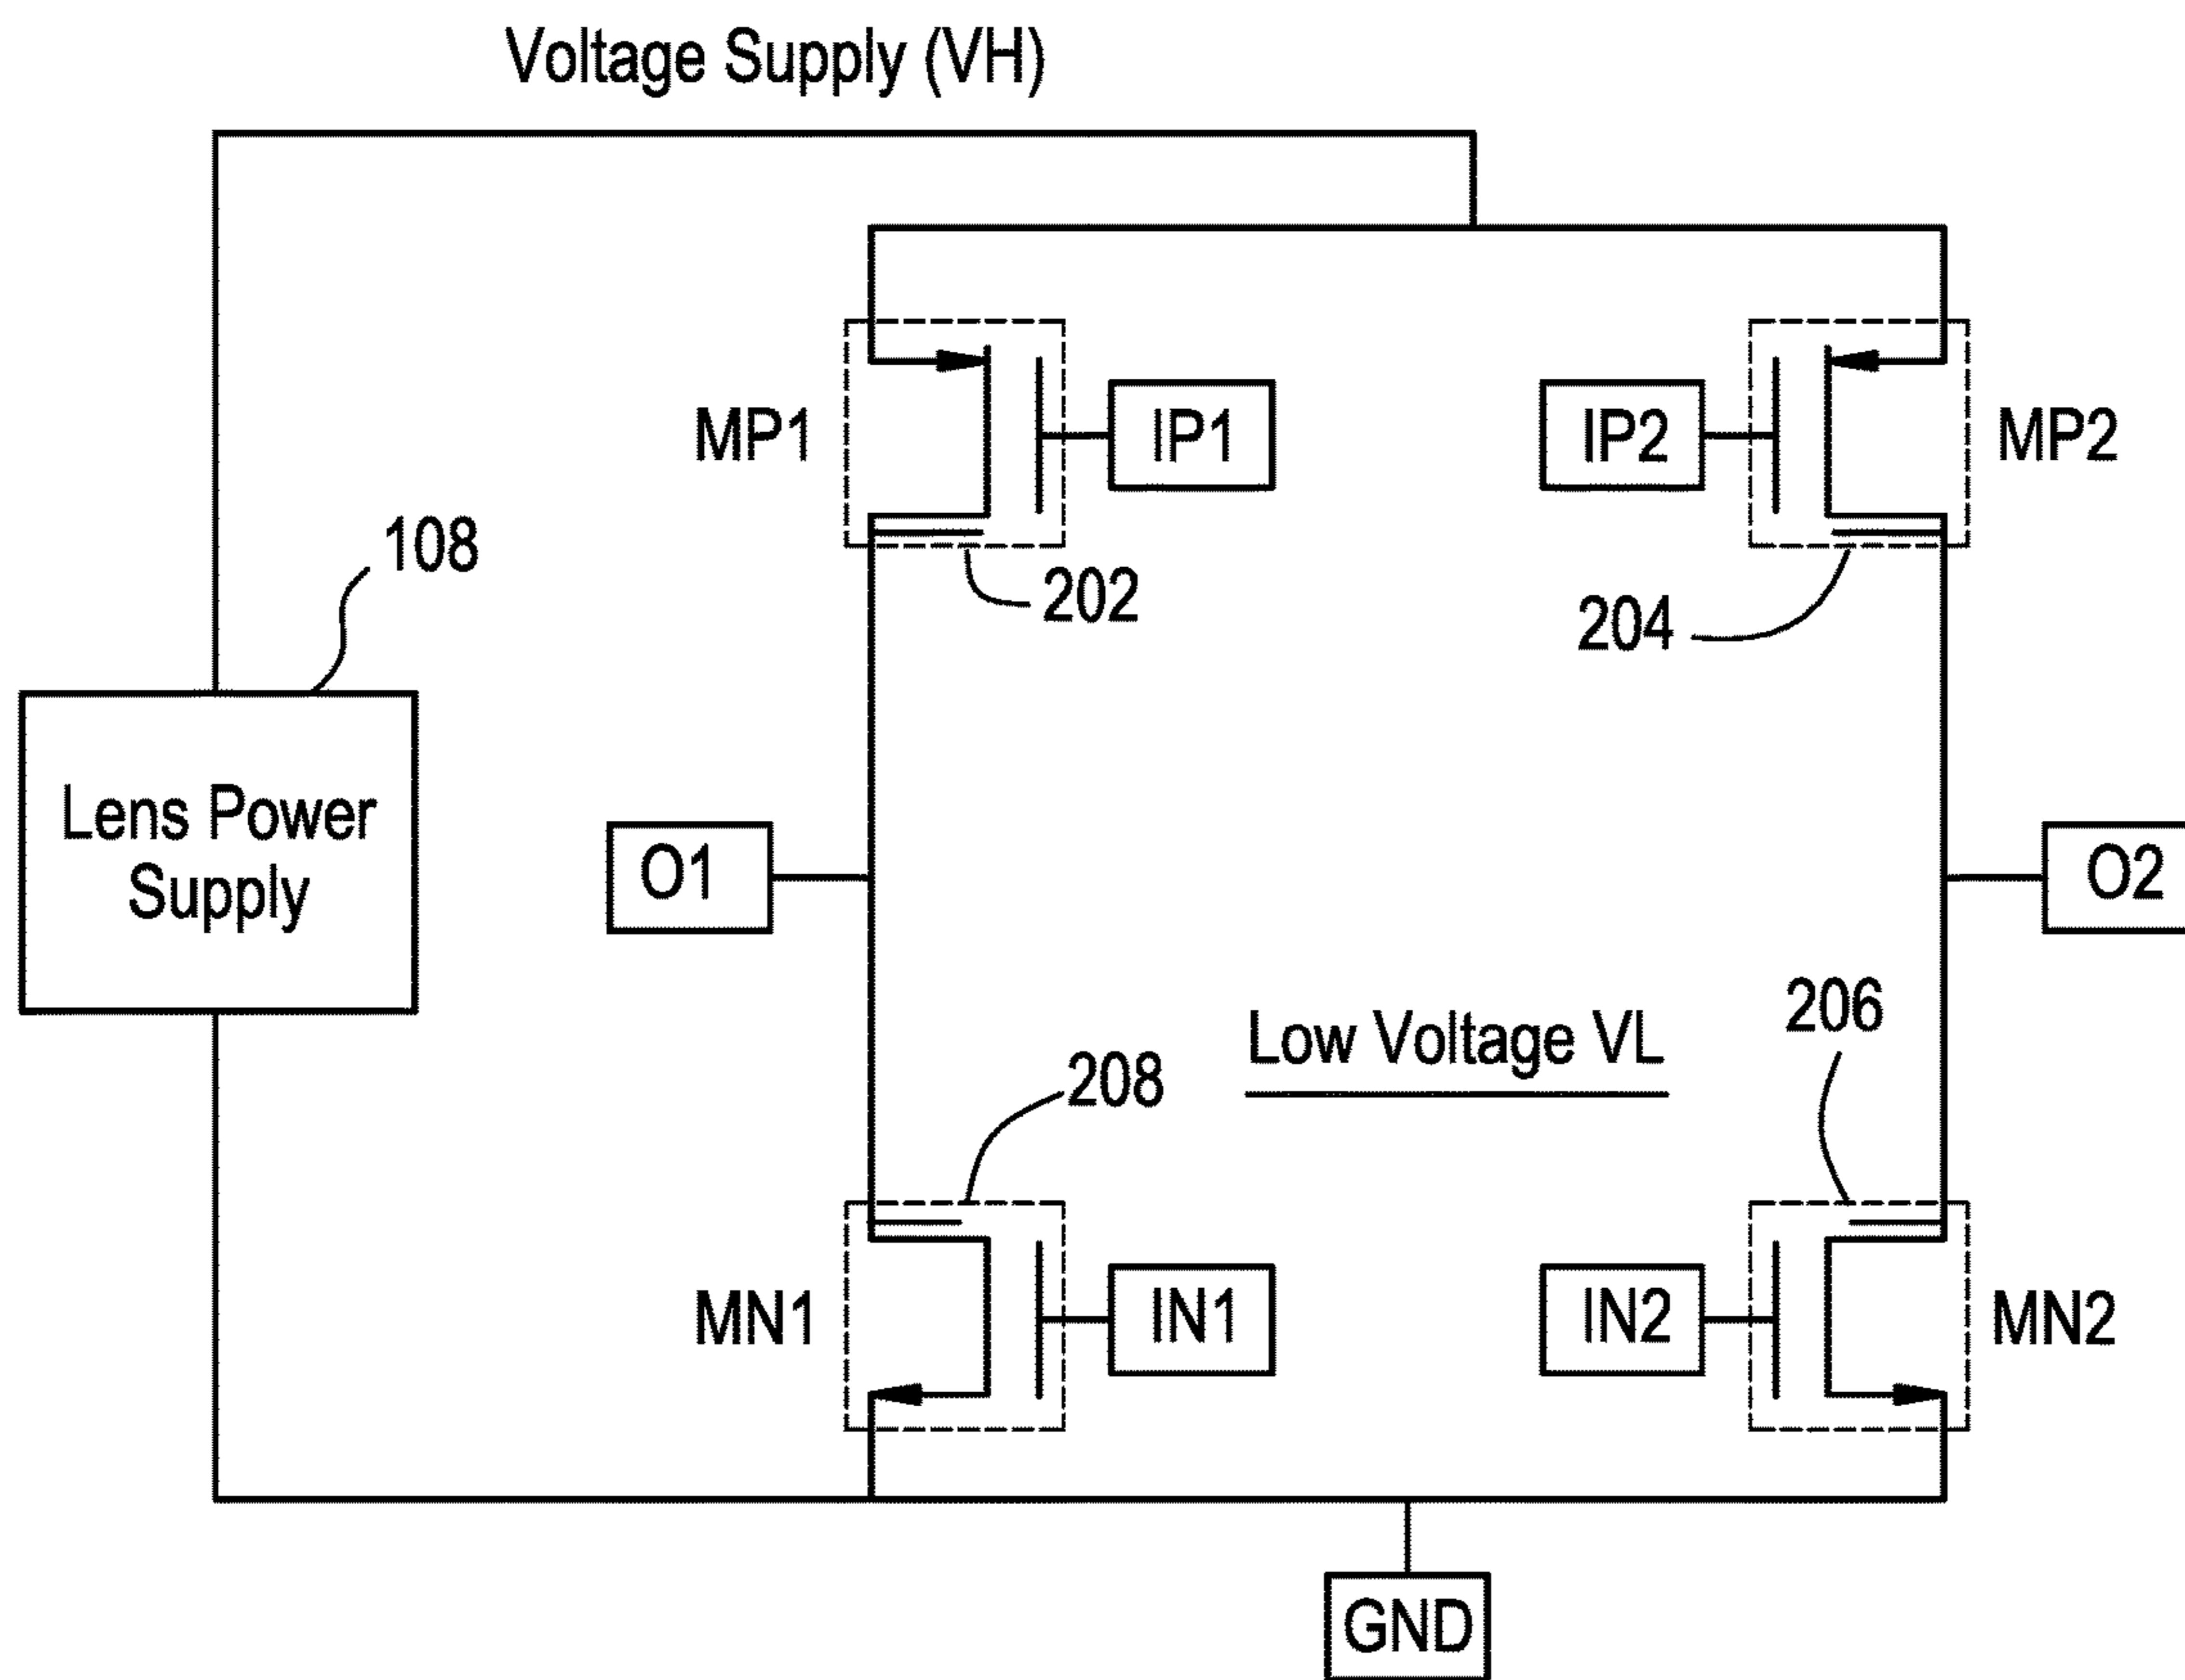 Voltage Supply (VH)
MP1
IP1
IP2
MP2
108
202
204
Lens Power
Supply
O1
O2
206
Low Voltage VL
208
MN1
IN1
IN2
MN2
GND